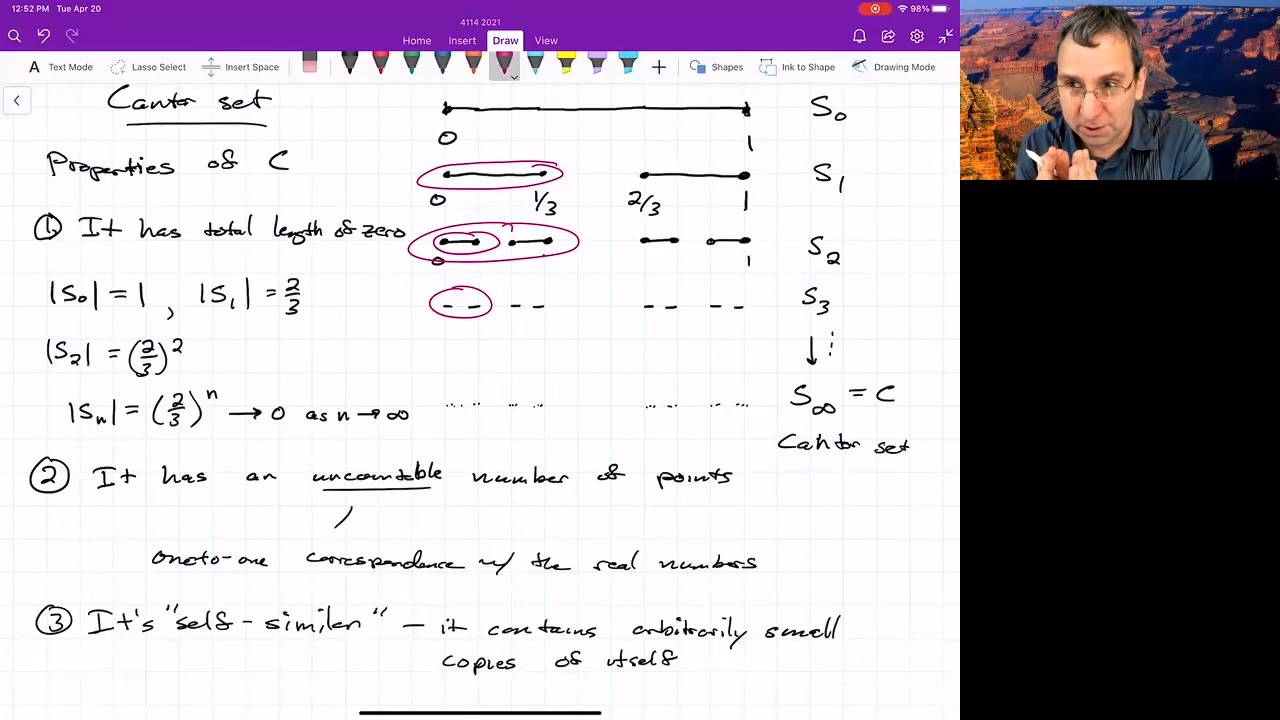 12:52 PM Tue Apr 20
98%
4114 2021
Home Insert Draw View
Text Mode Lasso Select Insert Space Shapes Ink to Shape Drawing Mode
Cantor set
S₀
0 1
Properties of C
S₁
0 1/3 2/3 1
① It has total length of zero
S₂
0 1
|S₀| = 1 , |S₁| = 2/3
S₃
|S₂| = (2/3)²
↓ ⋮
|Sₙ| = (2/3)ⁿ → 0 as n → ∞
S∞ = C
Cantor set
② It has an uncountable number of points
one to-one correspondence w/ the real numbers
③ It's "self-similar" – it contains arbitrarily small
copies of itself